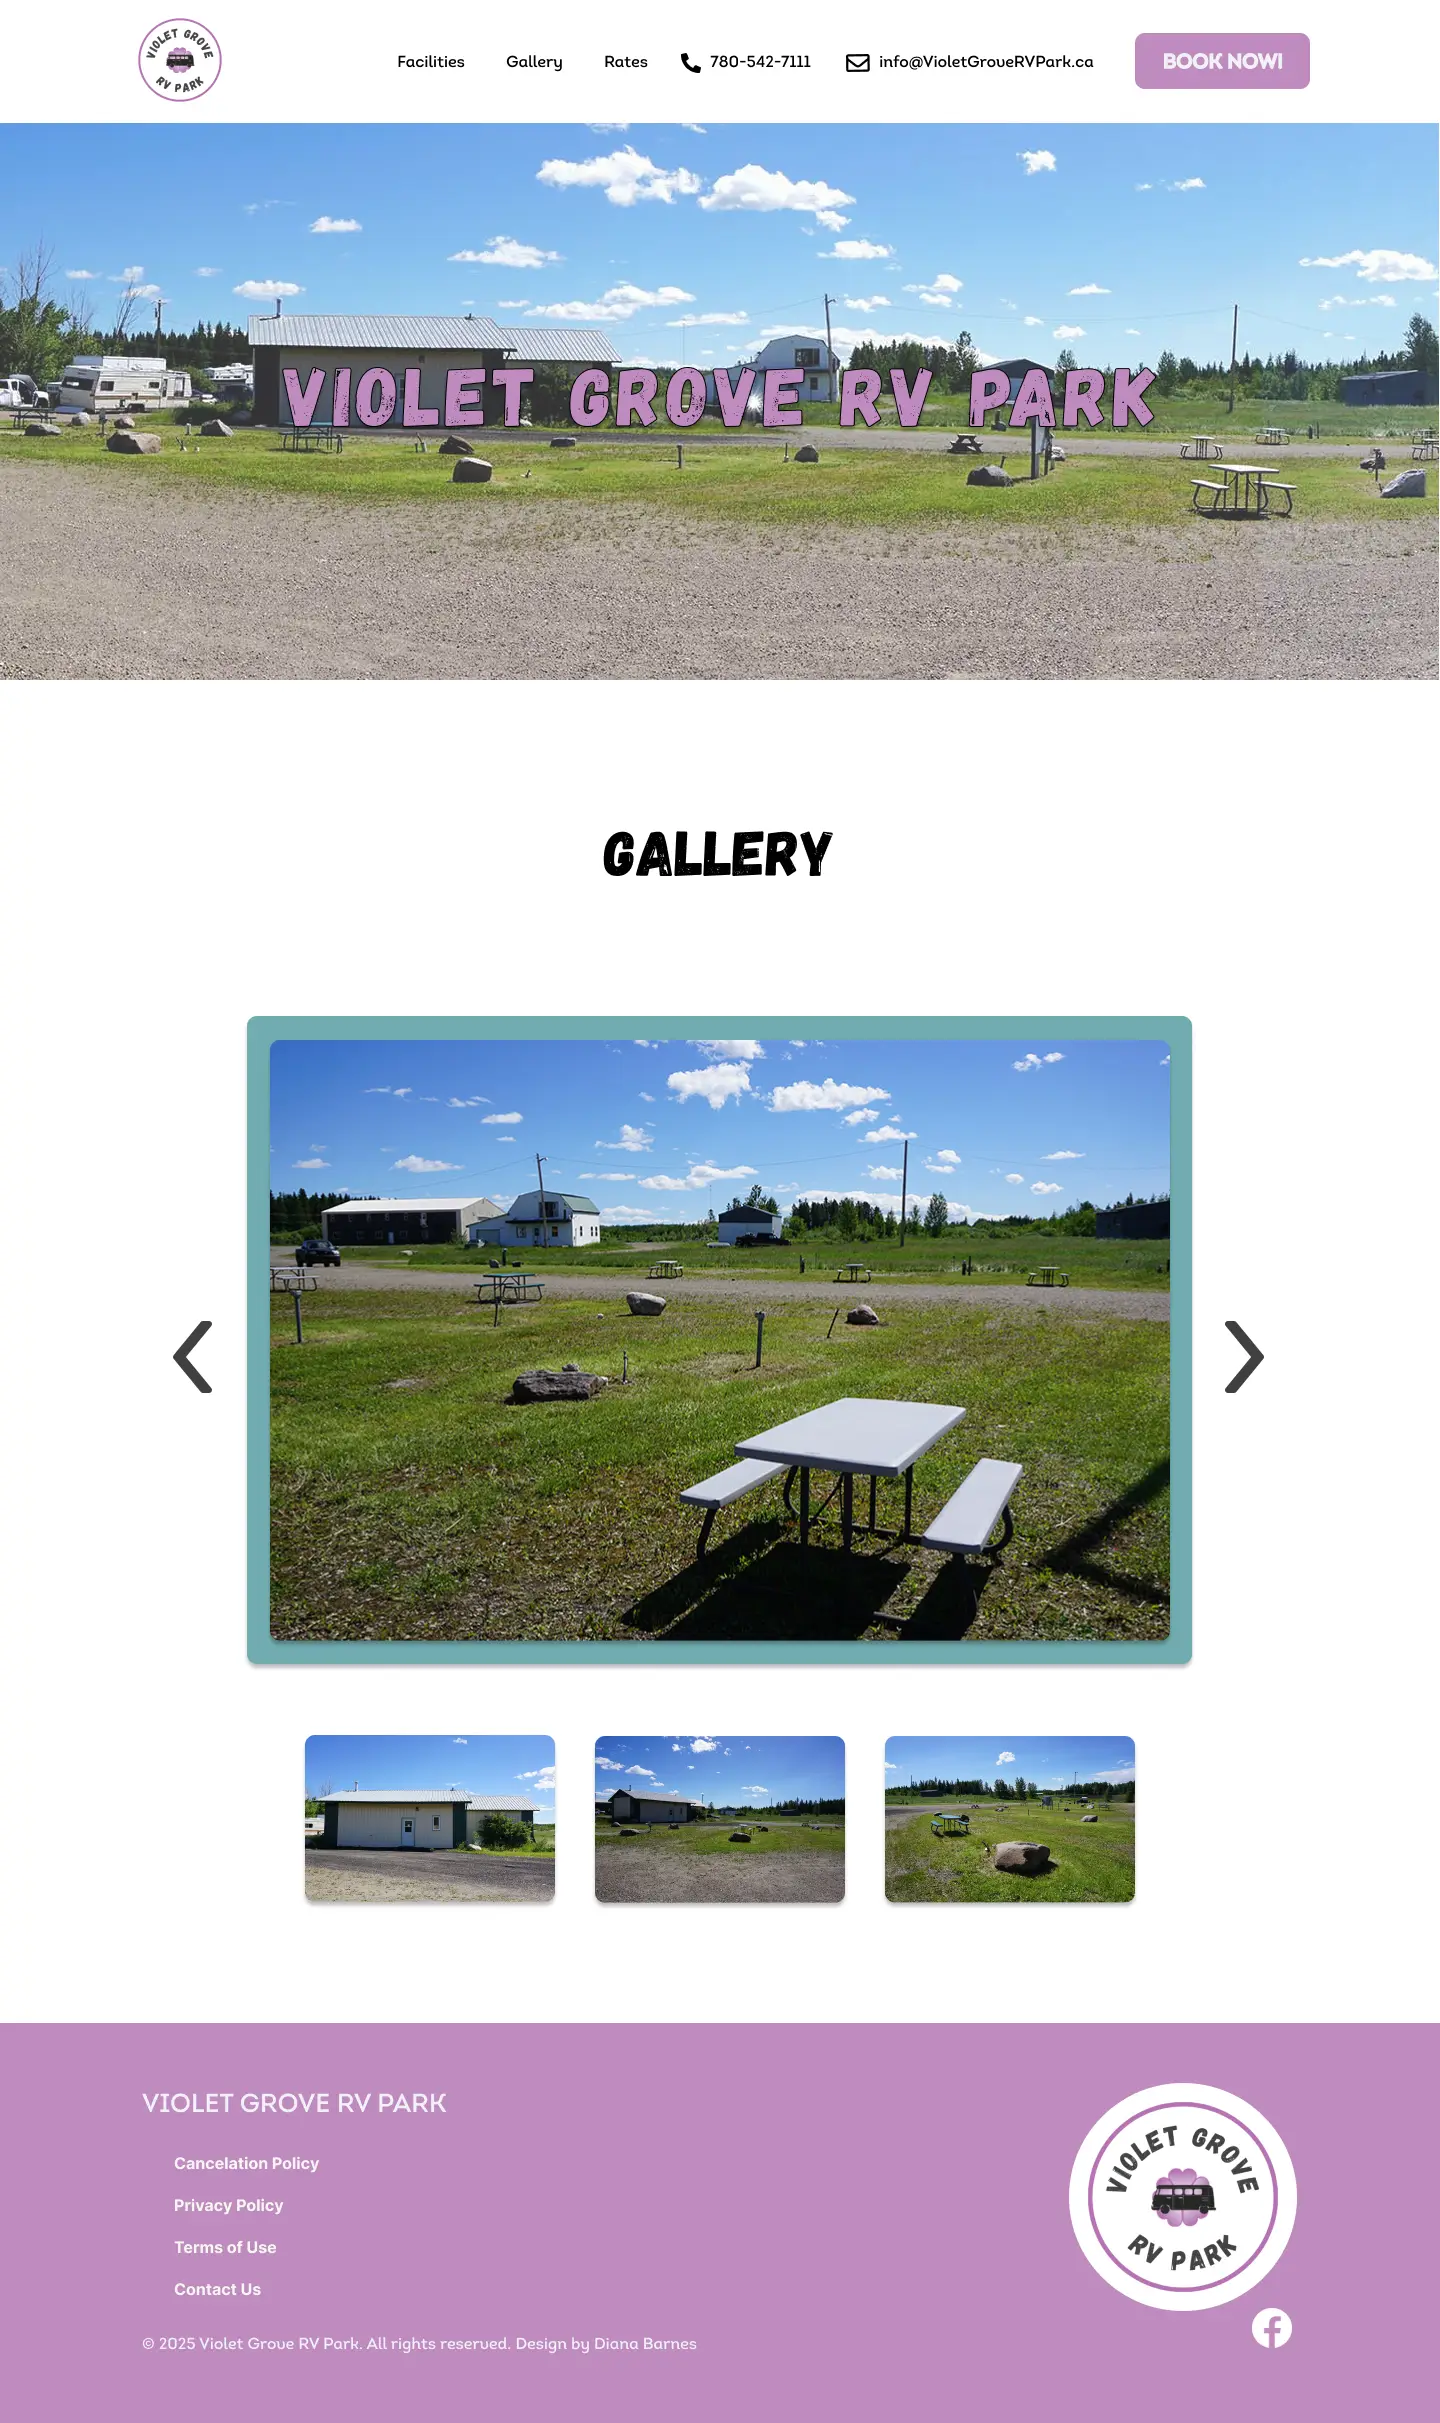 VIOLET GROVE
RV PARK
Facilities
Gallery
Rates
780-542-7111
info@VioletGroveRVPark.ca
BOOK NOW!
VIOLET GROVE RV PARK
GALLERY
VIOLET GROVE RV PARK
Cancelation Policy
Privacy Policy
Terms of Use
Contact Us
© 2025 Violet Grove RV Park. All rights reserved. Design by Diana Barnes
VIOLET GROVE
RV PARK